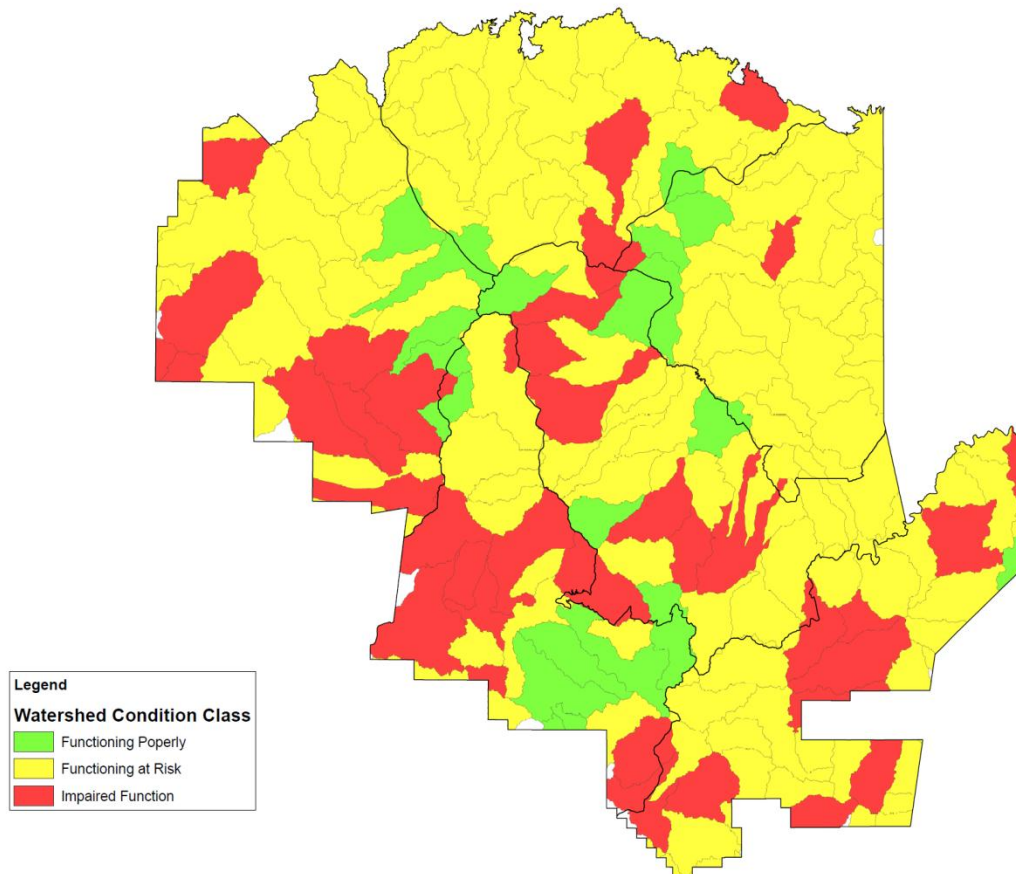 Legend
Watershed Condition Class
Functioning Poperly
Functioning at Risk
Impaired Function